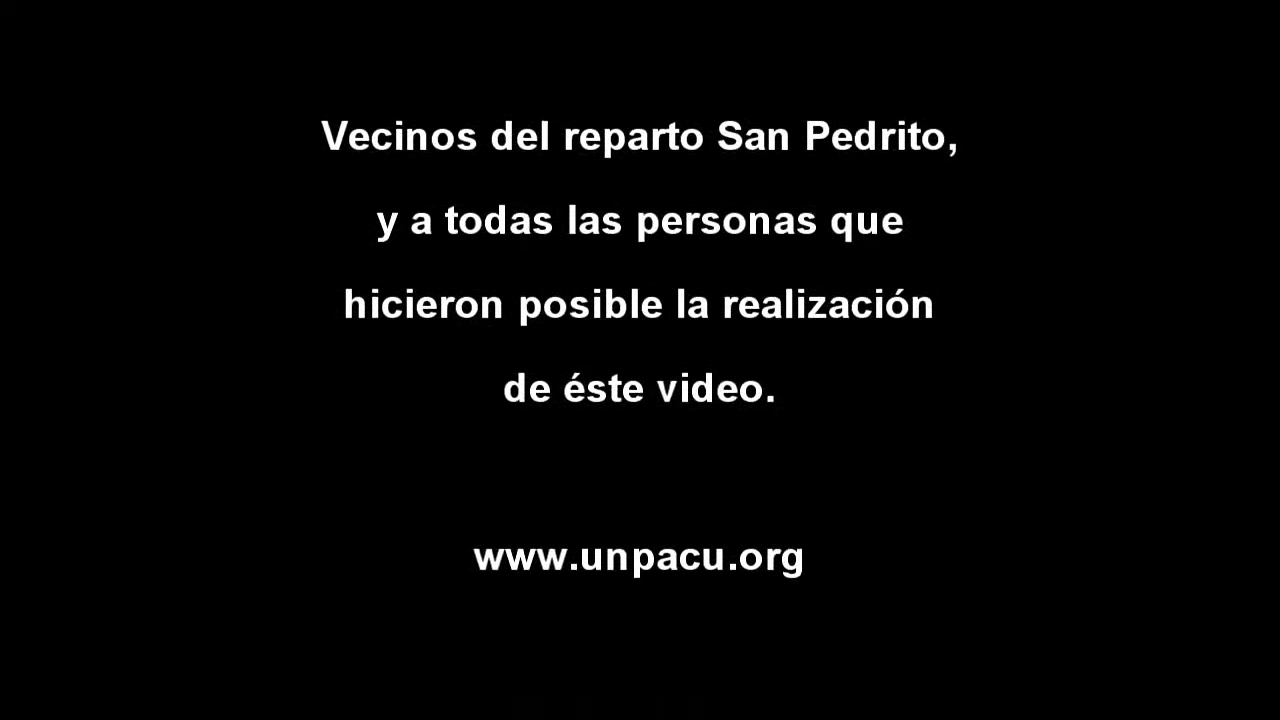 Vecinos del reparto San Pedrito,
y a todas las personas que
hicieron posible la realización
de éste video.
www.unpacu.org